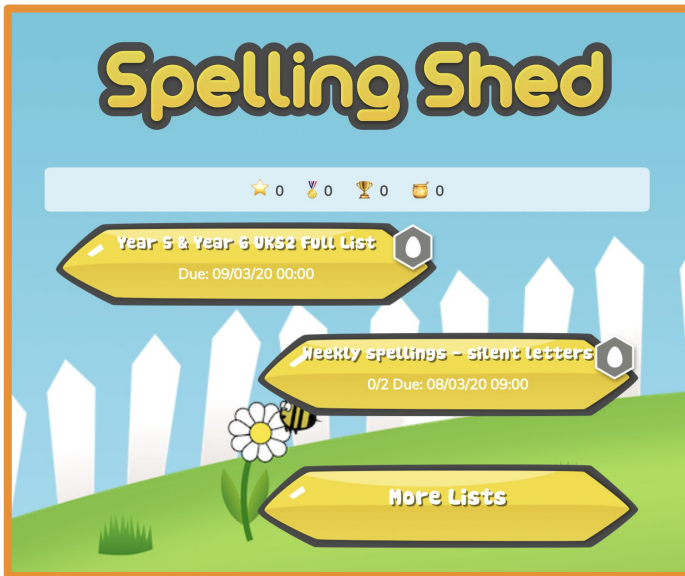 Spelling Shed
0 0 0 0
Year 5 & Year 6 UKS2 Full List
Due: 09/03/20 00:00
Weekly spellings - silent letters
0/2 Due: 08/03/20 09:00
More Lists